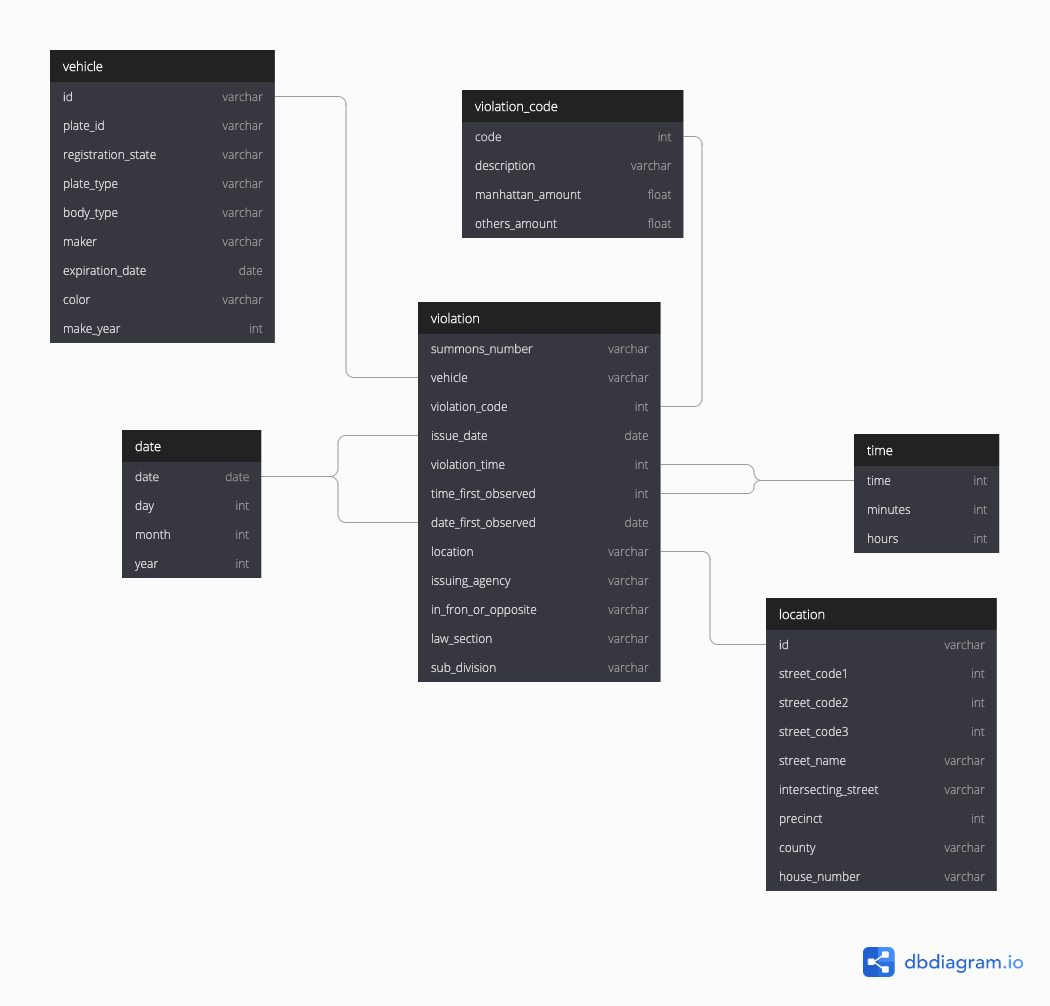 vehicle
id varchar
plate_id varchar
registration_state varchar
plate_type varchar
body_type varchar
maker varchar
expiration_date date
color varchar
make_year int
violation_code
code int
description varchar
manhattan_amount float
others_amount float
violation
summons_number varchar
vehicle varchar
violation_code int
issue_date date
violation_time int
time_first_observed int
date_first_observed date
location varchar
issuing_agency varchar
in_fron_or_opposite varchar
law_section varchar
sub_division varchar
date
date date
day int
month int
year int
time
time int
minutes int
hours int
location
id varchar
street_code1 int
street_code2 int
street_code3 int
street_name varchar
intersecting_street varchar
precinct int
county varchar
house_number varchar
dbdiagram.io